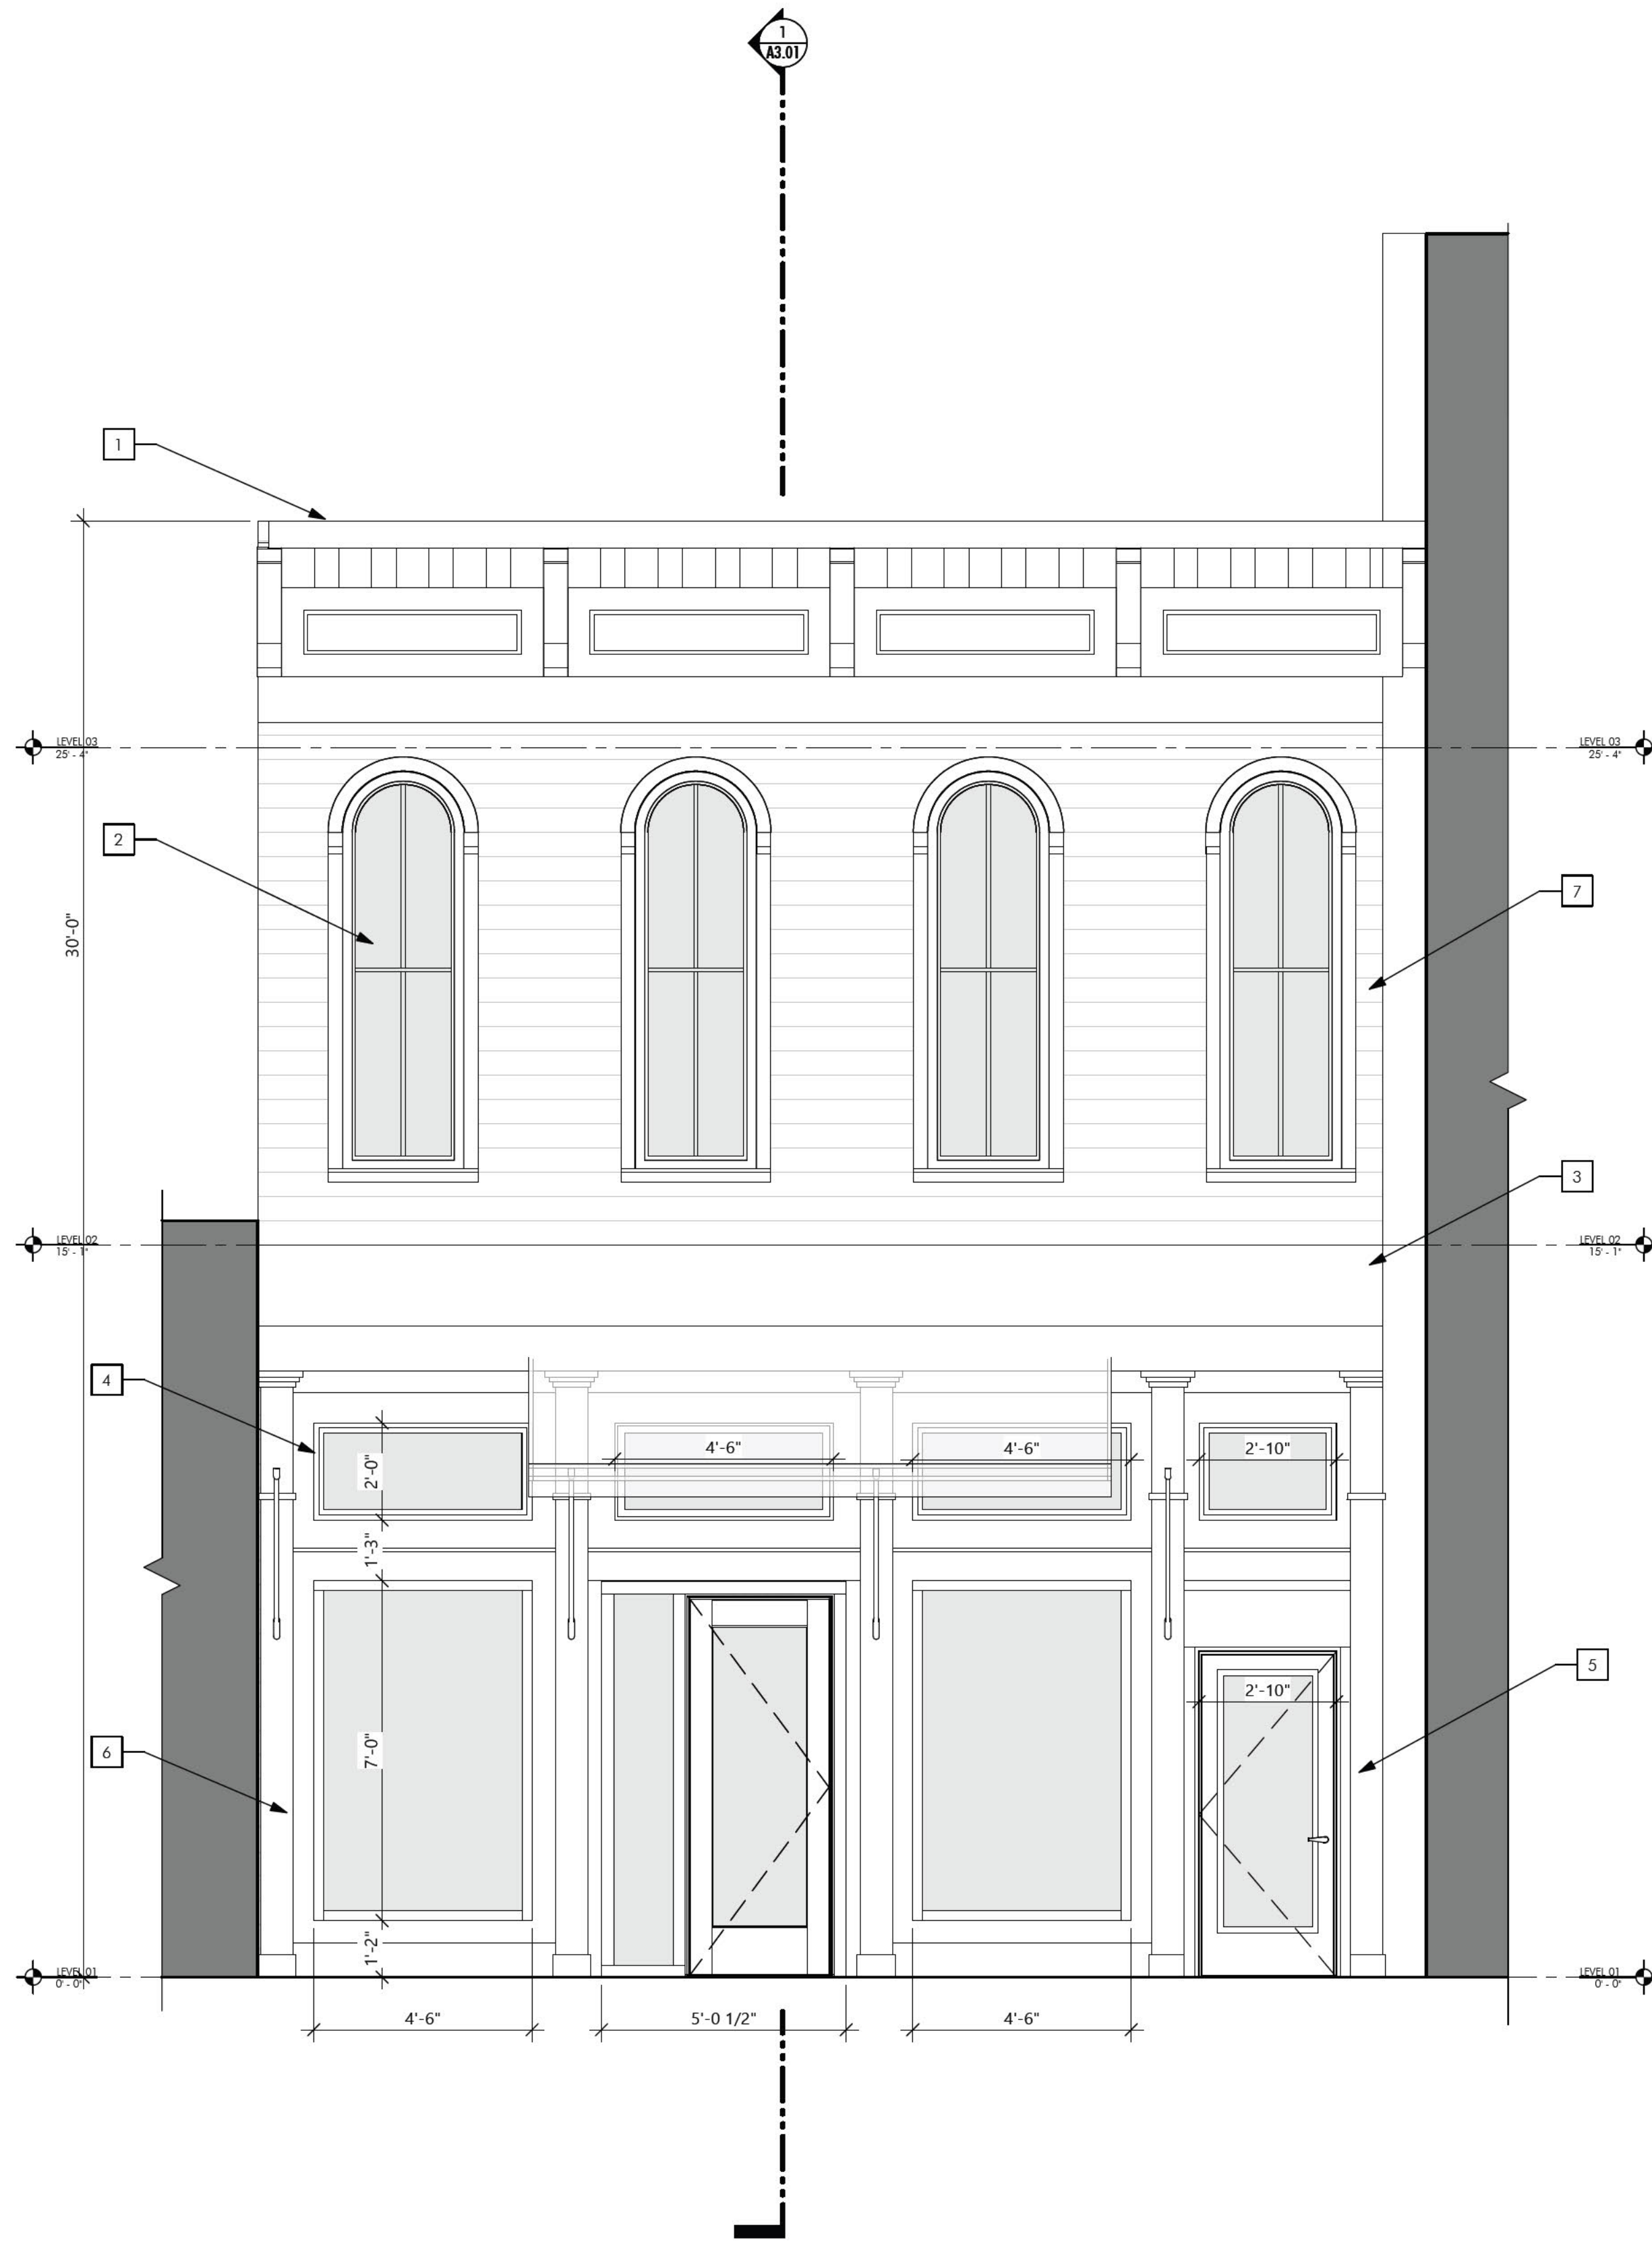 1
A3.01
1
LEVEL 03
25' - 4"
LEVEL 03
25' - 4"
2
7
30'-0"
3
LEVEL 02
15' - 1"
LEVEL 02
15' - 1"
4
4'-6"
4'-6"
2'-10"
2'-0"
1'-3"
5
2'-10"
6
7'-0"
1'-2"
LEVEL 01
0' - 0"
LEVEL 01
0' - 0"
4'-6"
5'-0 1/2"
4'-6"